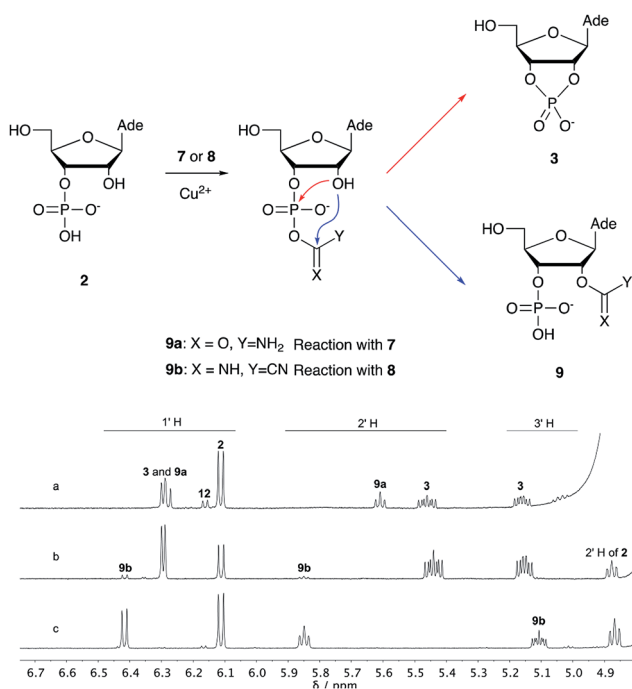 HO
O
Ade
O
O
P
O
O-
3
HO
O
Ade
O
OH
O=P–O-
OH
2
7 or 8
Cu2+
HO
O
Ade
O
OH
O=P–O-
O
Y
X
HO
O
Ade
O
O
Y
O=P–O-
X
OH
9
9a: X = O, Y=NH2 Reaction with 7
9b: X = NH, Y=CN Reaction with 8
1' H
2' H
3' H
2
3 and 9a
12
9a
3
3
a
9b
9b
2' H of 2
b
9b
c
6.7 6.6 6.5 6.4 6.3 6.2 6.1 6.0 5.9 5.8 5.7 5.6 5.5 5.4 5.3 5.2 5.1 5.0 4.9
δ / ppm